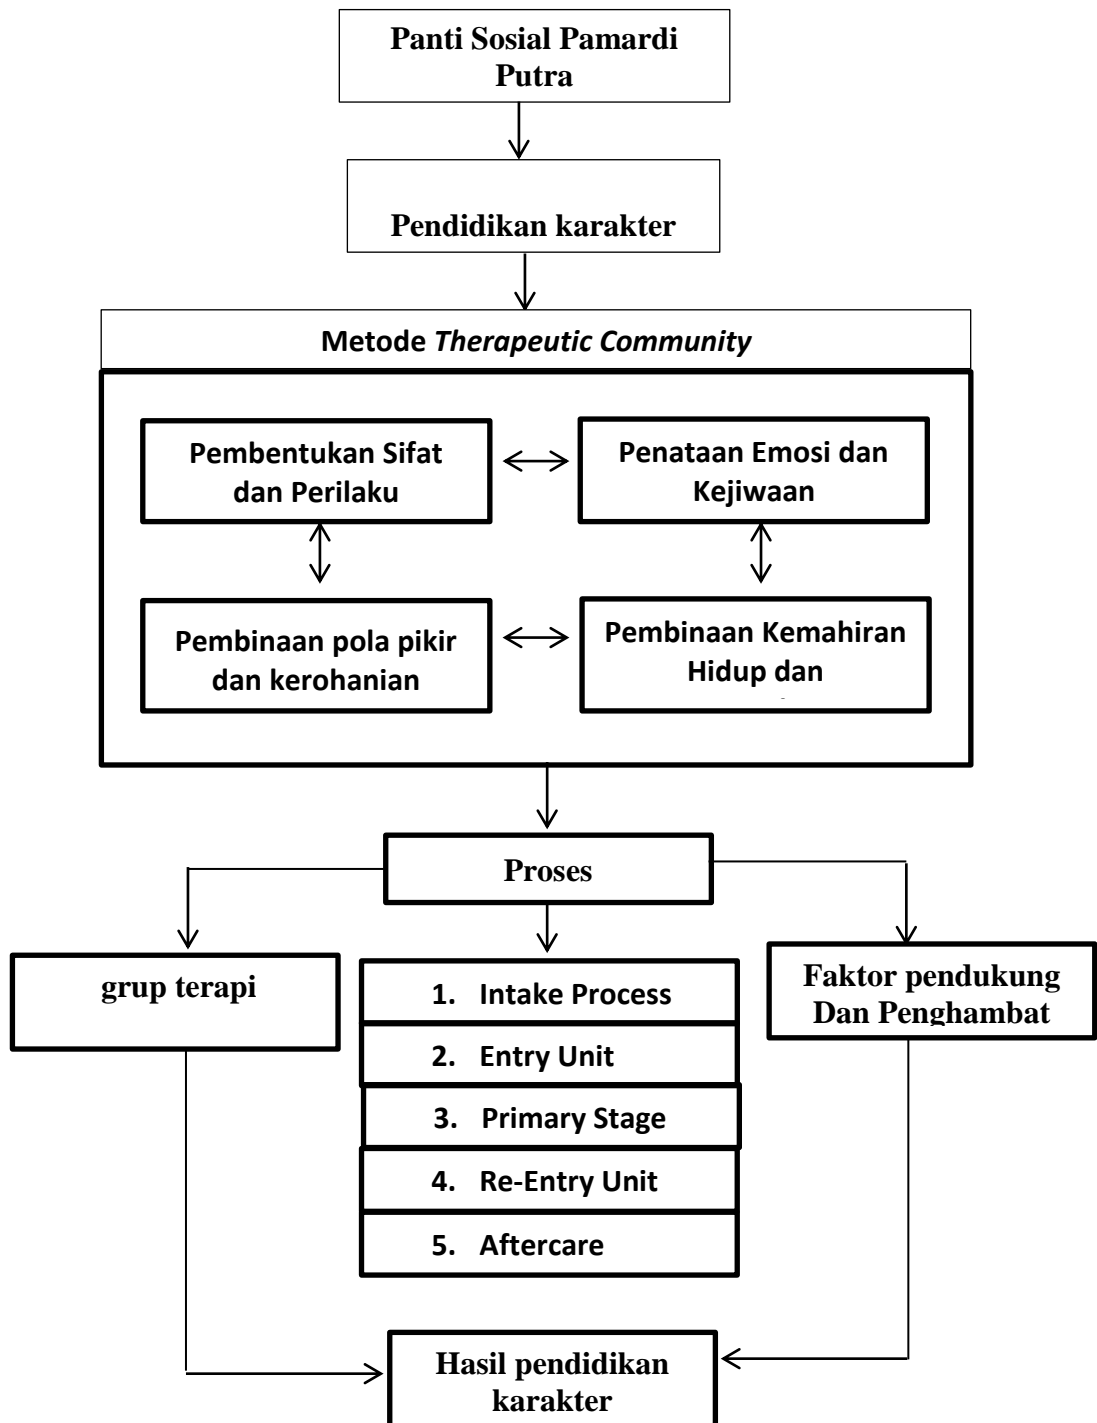 Panti Sosial Pamardi
Putra
Pendidikan karakter
Metode Therapeutic Community
Pembentukan Sifat
dan Perilaku
Penataan Emosi dan
Kejiwaan
Pembinaan pola pikir
dan kerohanian
Pembinaan Kemahiran
Hidup dan
Proses
grup terapi
1. Intake Process
2. Entry Unit
3. Primary Stage
4. Re-Entry Unit
5. Aftercare
Faktor pendukung
Dan Penghambat
Hasil pendidikan
karakter